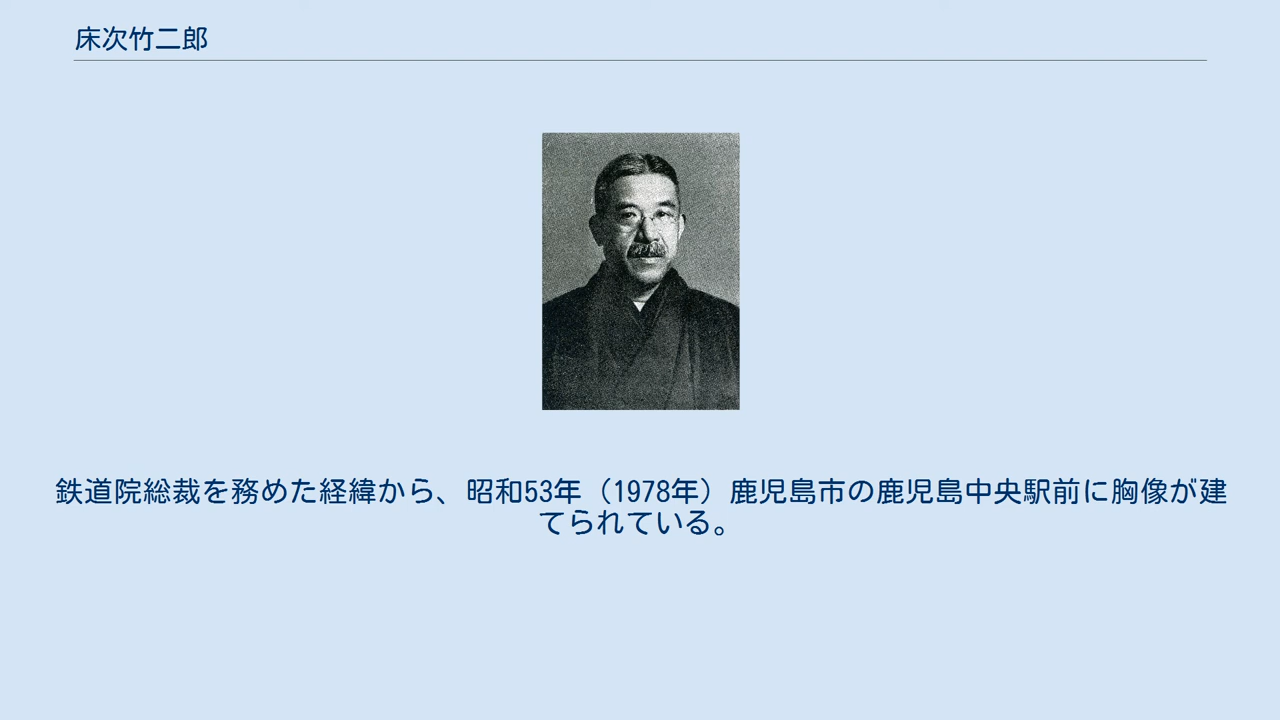 床次竹二郎
鉄道院総裁を務めた経緯から、昭和53年（1978年）鹿児島市の鹿児島中央駅前に胸像が建
てられている。